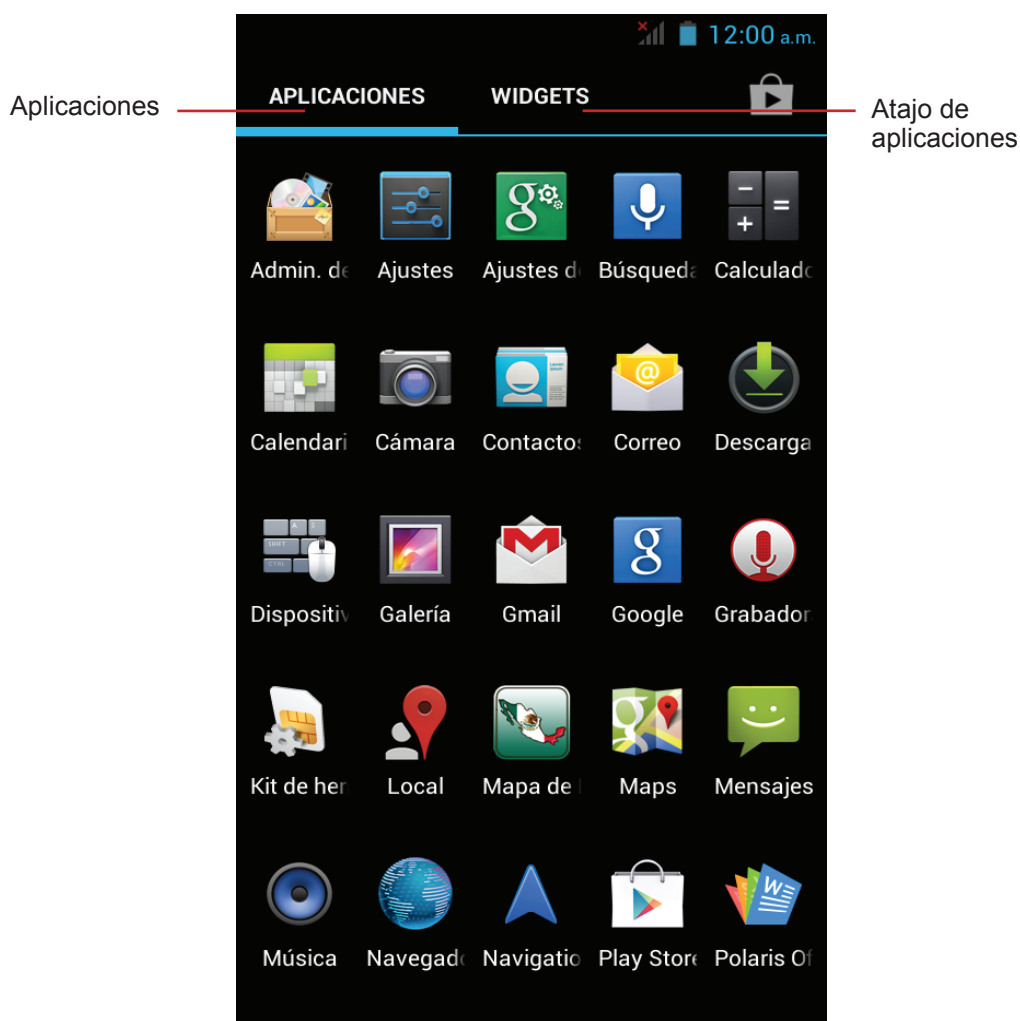 12:00 a.m.
APLICACIONES WIDGETS
Aplicaciones
Atajo de
aplicaciones
Admin. de Ajustes Ajustes d Búsqueda Calculado
Calendari Cámara Contactos Correo Descarga
Dispositiv Galería Gmail Google Grabador
Kit de her Local Mapa de Maps Mensajes
Música Navegado Navigatio Play Store Polaris Of